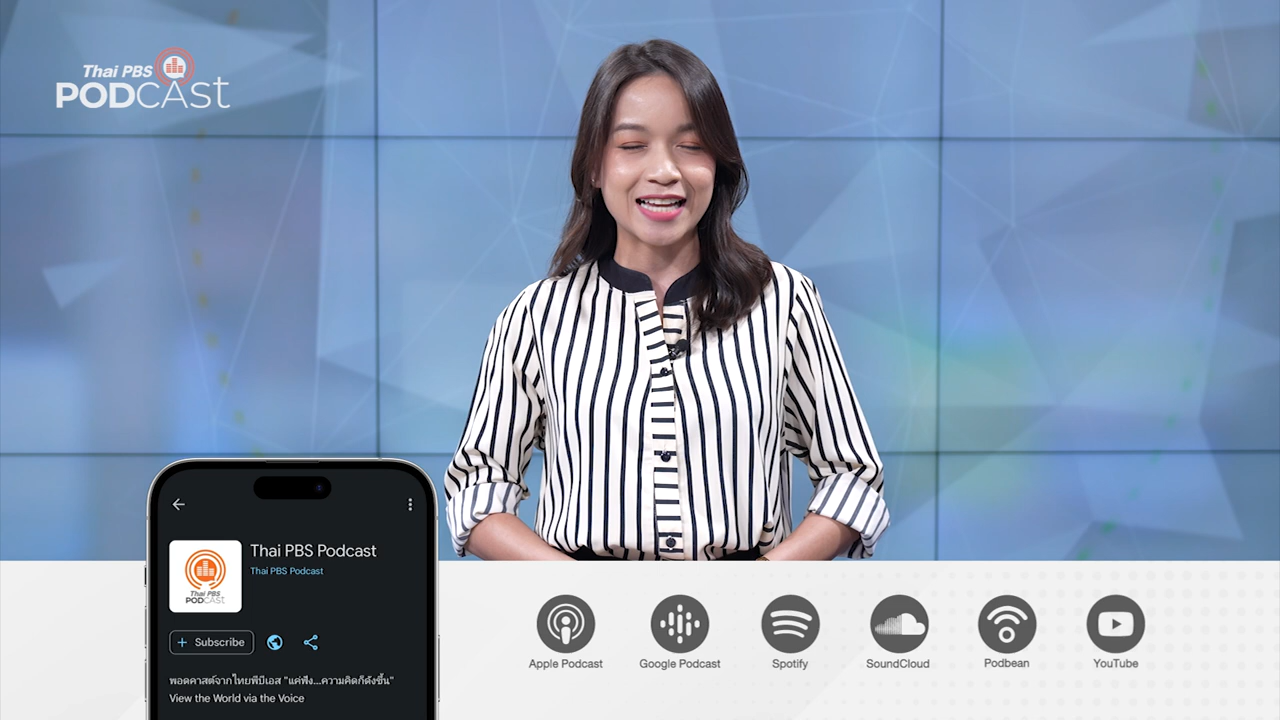 Thai PBS
PODCAST
Thai PBS Podcast
Thai PBS Podcast
Thai PBS
PODCAST
+ Subscribe
พอดคาสต์จากไทยพีบีเอส "แค่ฟัง...ความคิดก็ดังขึ้น"
View the World via the Voice
Apple Podcast
Google Podcast
Spotify
SoundCloud
Podbean
YouTube